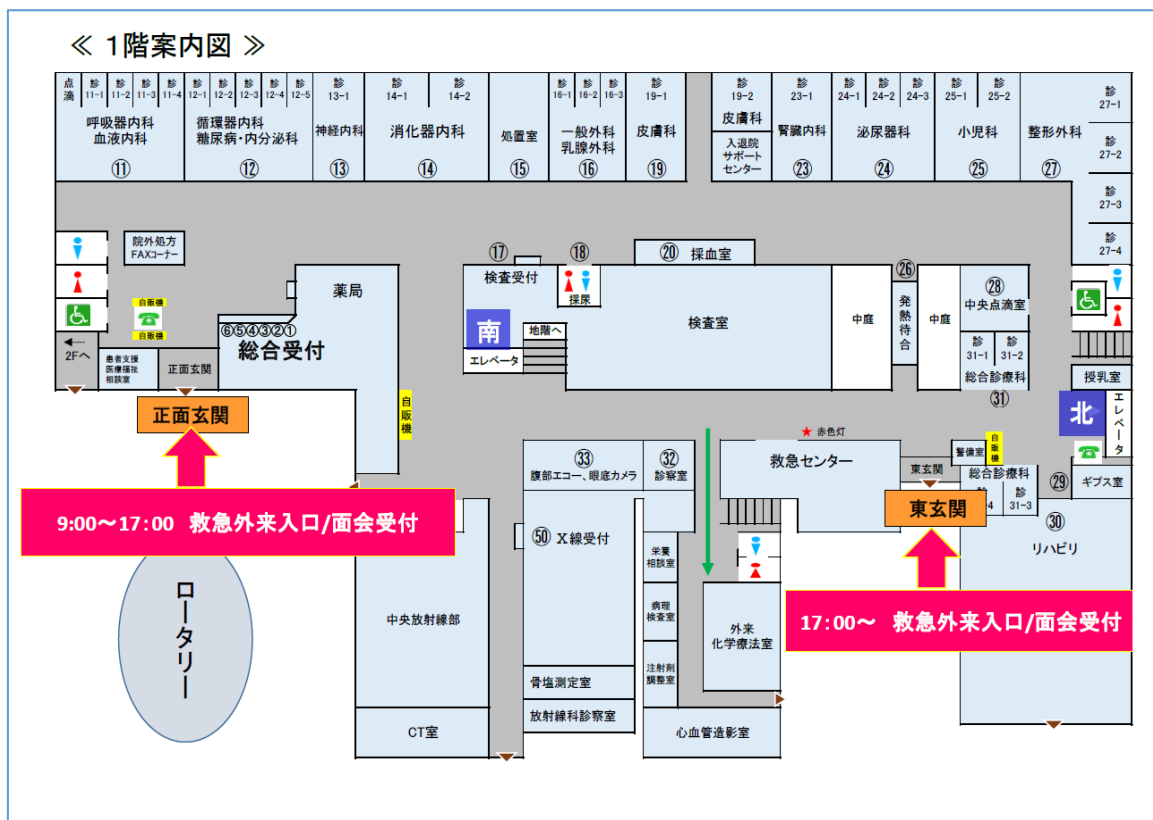 ≪ 1階案内図 ≫
点滴
診 11-1
診 11-2
診 11-3
診 11-4
診 12-1
診 12-2
診 12-3
診 12-4
診 12-5
診 13-1
診 14-1
診 14-2
診 16-1
診 16-2
診 16-3
診 19-1
診 19-2
診 23-1
診 24-1
診 24-2
診 24-3
診 25-1
診 25-2
診 27-1
診 27-2
診 27-3
診 27-4
呼吸器内科
血液内科
⑪
循環器内科
糖尿病・内分泌科
⑫
神経内科
⑬
消化器内科
⑭
処置室
⑮
一般外科
乳腺外科
⑯
皮膚科
⑲
皮膚科
入退院
サポート
センター
腎臓内科
㉓
泌尿器科
㉔
小児科
㉕
整形外科
㉗
院外処方
FAXコーナー
自販機
自販機
←
2Fへ
患者支援
医療福祉
相談室
正面玄関
薬局
⑥⑤④③②①
総合受付
自販機
⑰
検査受付
⑱
採尿
南
地階へ
エレベータ
⑳ 採血室
検査室
中庭
㉖
発熱待合
中庭
㉘
中央点滴室
診 31-1
診 31-2
総合診療科
㉛
授乳室
北
エレベータ
正面玄関
9:00～17:00 救急外来入口/面会受付
ロータリー
㉝
腹部エコー、眼底カメラ
㉜
診察室
★ 赤色灯
救急センター
警備室
自販機
東玄関
総合診療科
-4
診 31-3
㉙
ギプス室
東玄関
㉚
リハビリ
17:00～ 救急外来入口/面会受付
㊿ X線受付
中央放射線部
栄養
相談室
病理
検査室
注射剤
調整室
外来
化学療法室
骨塩測定室
放射線科診察室
CT室
心血管造影室